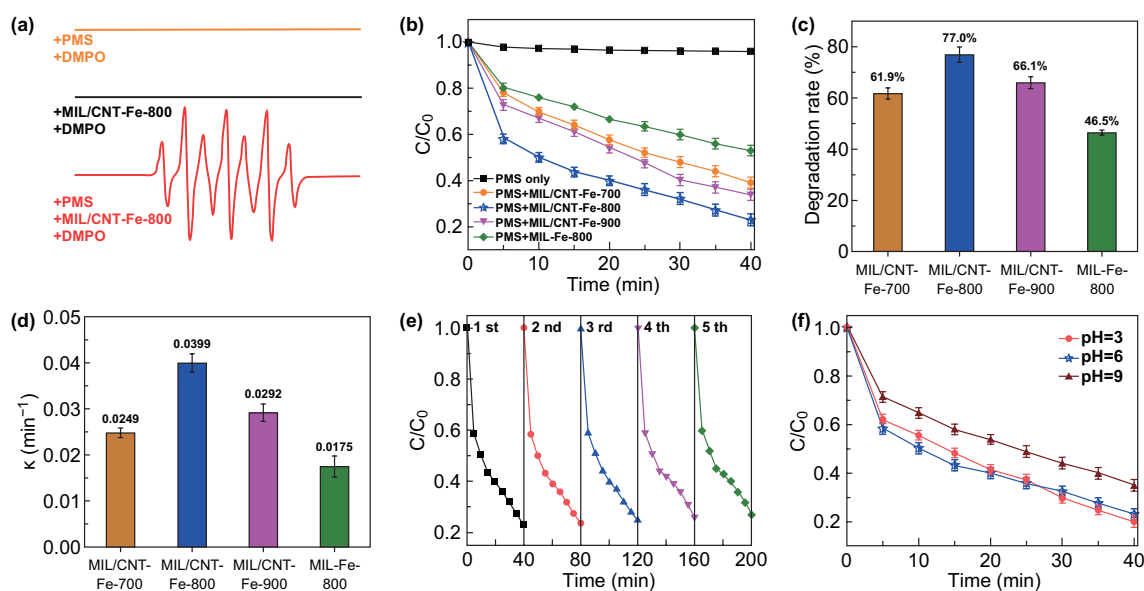 (a)
+PMS
+DMPO
+MIL/CNT-Fe-800
+DMPO
+PMS
+MIL/CNT-Fe-800
+DMPO
(b)
C/C0
1.0
0.8
0.6
0.4
0.2
PMS only
PMS+MIL/CNT-Fe-700
PMS+MIL/CNT-Fe-800
PMS+MIL/CNT-Fe-900
PMS+MIL-Fe-800
0 10 20 30 40
Time (min)
(c)
Degradation rate (%)
80
60
40
20
0
61.9%
77.0%
66.1%
46.5%
MIL/CNT-
Fe-700
MIL/CNT-
Fe-800
MIL/CNT-
Fe-900
MIL-Fe-
800
(d)
κ (min−1)
0.05
0.04
0.03
0.02
0.01
0.00
0.0249
0.0399
0.0292
0.0175
MIL/CNT-
Fe-700
MIL/CNT-
Fe-800
MIL/CNT-
Fe-900
MIL-Fe-
800
(e)
C/C0
1.0
0.8
0.6
0.4
0.2
1 st 2 nd 3 rd 4 th 5 th
0 40 80 120 160 200
Time (min)
(f)
C/C0
1.0
0.8
0.6
0.4
0.2
pH=3
pH=6
pH=9
0 10 20 30 40
Time (min)